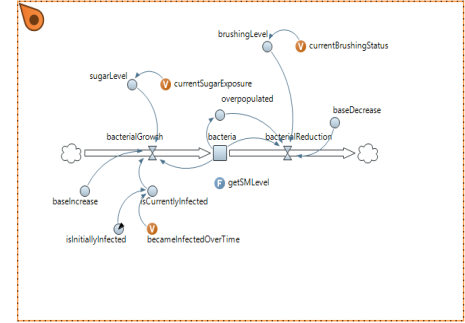 brushingLevel
V currentBrushingStatus
sugarLevel
V currentSugarExposure
overpopulated
baseDecrease
bacterialGrowth
bacteria
bacterialReduction
F getSMLevel
baseIncrease
isCurrentlyInfected
isInitiallyInfected
V becameInfectedOverTime